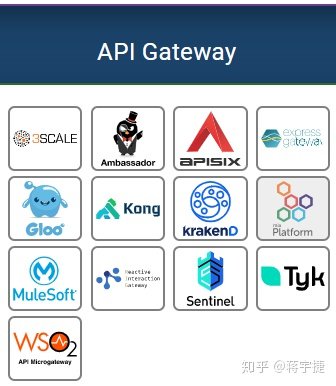 API Gateway
3SCALE
Ambassador
APISIX
express
gateway
Gloo
Kong
KrakenD
Platform
MuleSoft
Reactive
Interaction
Gateway
Sentinel
Tyk
WSO2
API Microgateway
知乎 @蒋宇捷